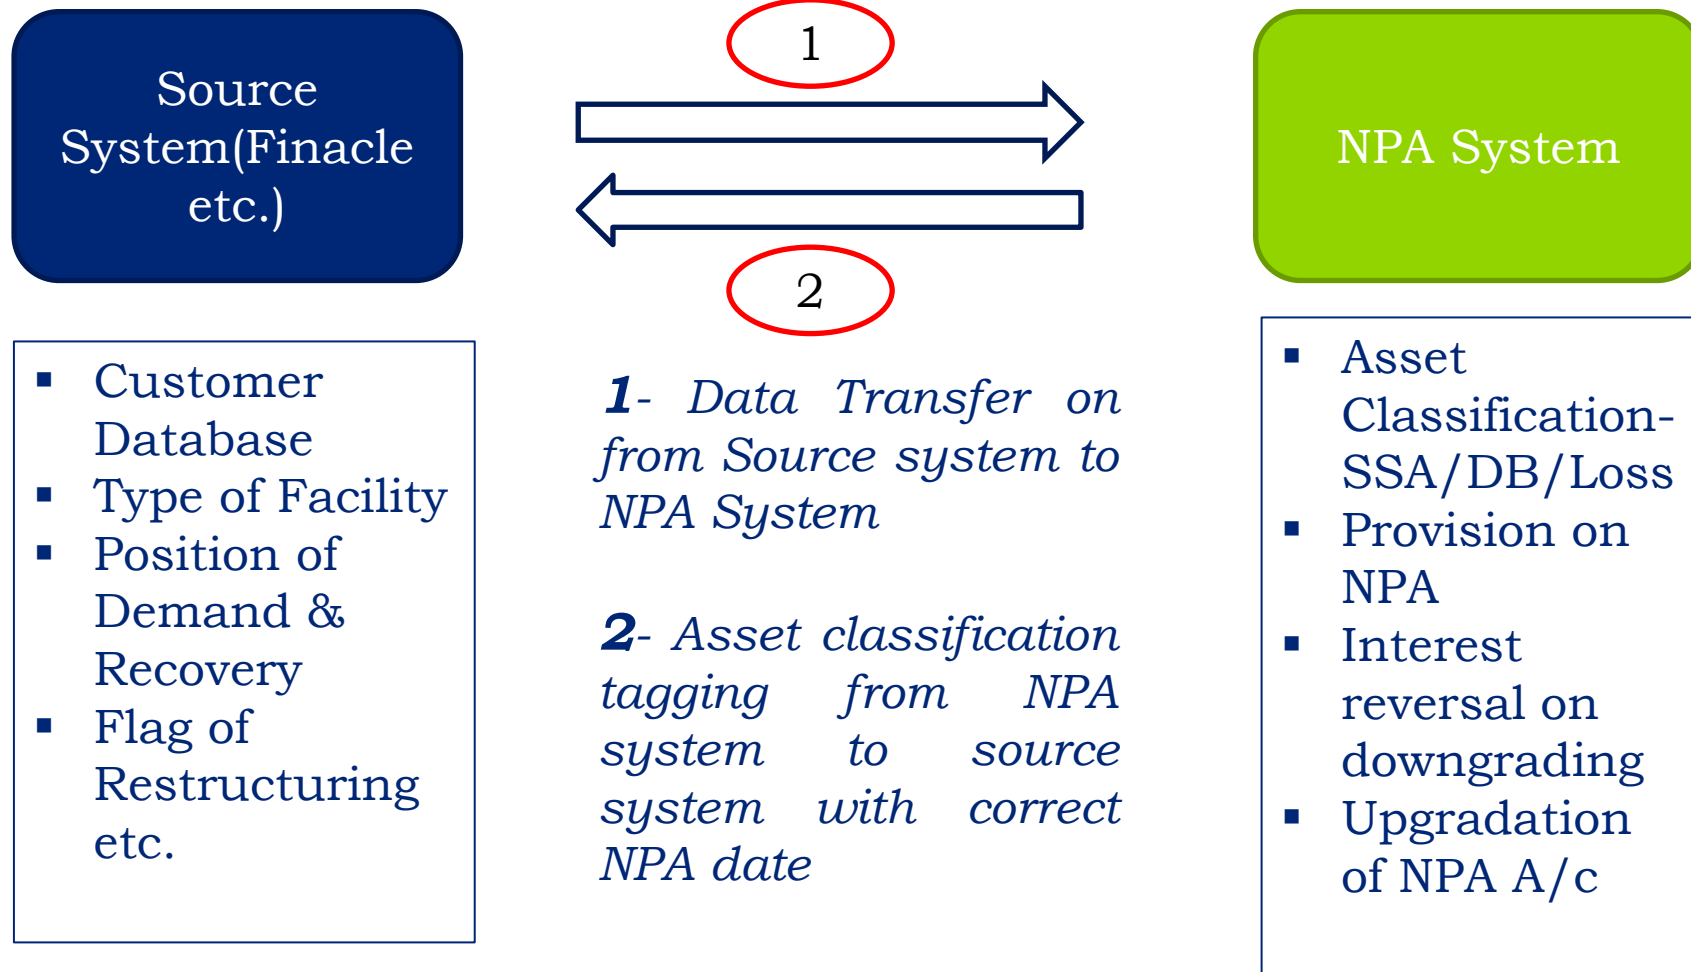 Source
System(Finacle
etc.)
1
2
NPA System
▪ Customer
Database
▪ Type of Facility
▪ Position of
Demand &
Recovery
▪ Flag of
Restructuring
etc.
1- Data Transfer on
from Source system to
NPA System
2- Asset classification
tagging from NPA
system to source
system with correct
NPA date
▪ Asset
Classification-
SSA/DB/Loss
▪ Provision on
NPA
▪ Interest
reversal on
downgrading
▪ Upgradation
of NPA A/c